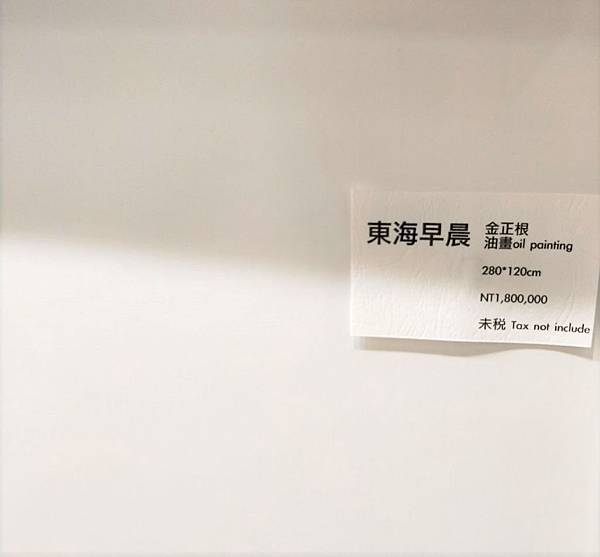 東海早晨
金正根
油畫oil painting
280*120cm
NT1,800,000
未税 Tax not include